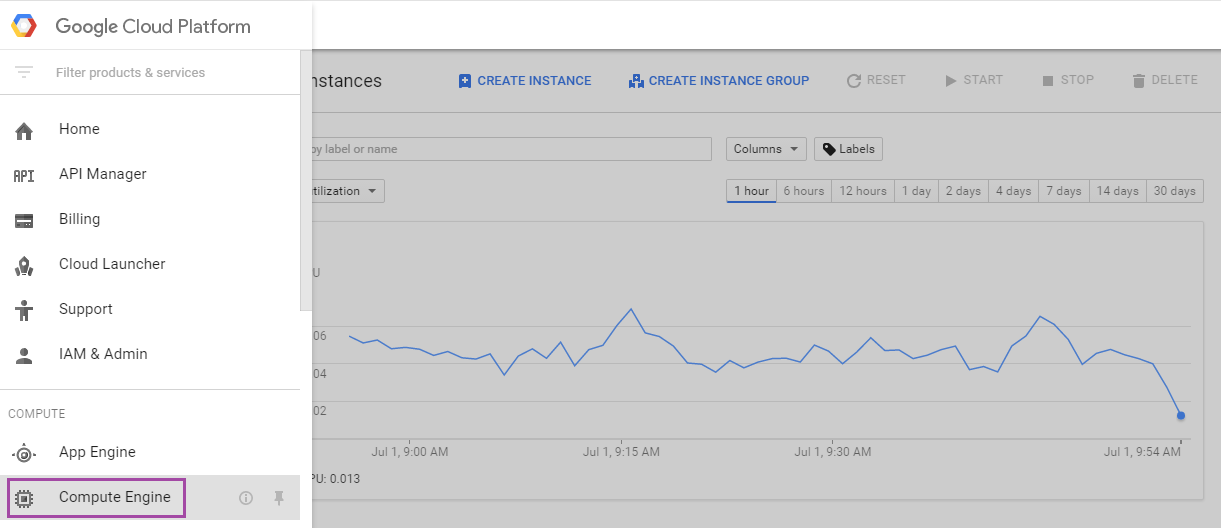 Google Cloud Platform
Filter products & services
Home
API Manager
API
Billing
Cloud Launcher
Support
IAM & Admin
COMPUTE
App Engine
Compute Engine
nstances
CREATE INSTANCE
CREATE INSTANCE GROUP
RESET
START
STOP
DELETE
by label or name
Columns
Labels
tilization
1 hour
6 hours
12 hours
1 day
2 days
4 days
7 days
14 days
30 days
U
06
04
02
Jul 1, 9:00 AM
Jul 1, 9:15 AM
Jul 1, 9:30 AM
Jul 1, 9:54 AM
PU: 0.013